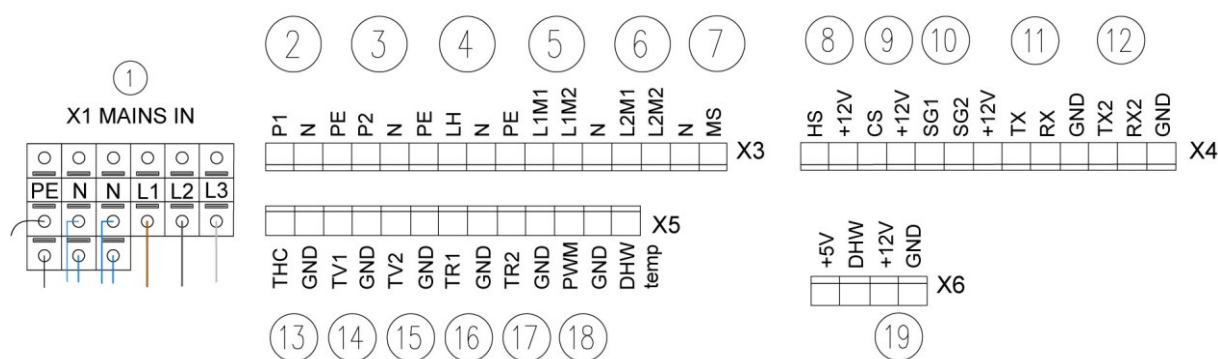 1
X1 MAINS IN
PE N N L1 L2 L3
2 3 4 5 6 7
P1 N PE P2 N PE LH N PE L1M1 L1M2 N L2M1 L2M2 N MS
X3
8 9 10 11 12
HS +12V CS +12V SG1 SG2 +12V TX RX GND TX2 RX2 GND
X4
X5
THC GND TV1 GND TV2 GND TR1 GND TR2 GND PWM GND DHW temp
13 14 15 16 17 18
+5V DHW +12V GND
X6
19